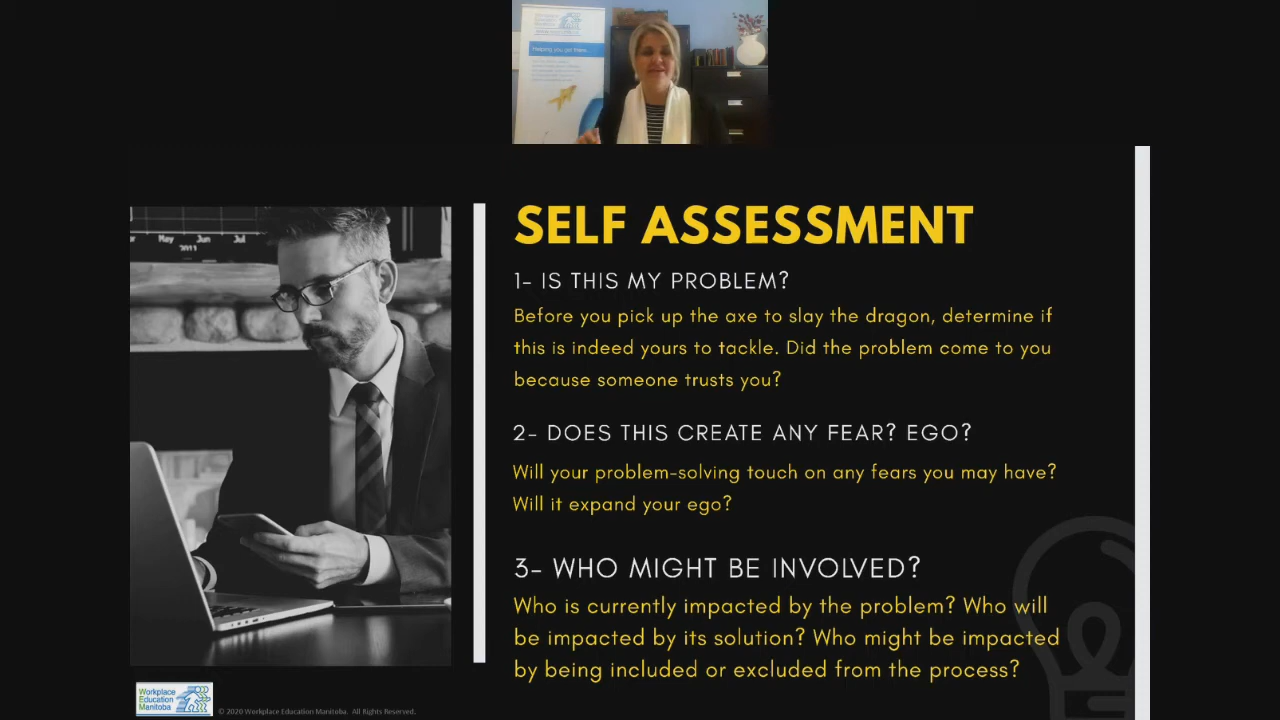 Workplace
Education
Manitoba
Helping you get there...
SELF ASSESSMENT
1- IS THIS MY PROBLEM?
Before you pick up the axe to slay the dragon, determine if
this is indeed yours to tackle. Did the problem come to you
because someone trusts you?
2- DOES THIS CREATE ANY FEAR? EGO?
Will your problem-solving touch on any fears you may have?
Will it expand your ego?
3- WHO MIGHT BE INVOLVED?
Who is currently impacted by the problem? Who will
be impacted by its solution? Who might be impacted
by being included or excluded from the process?
May Jun Jul
2011
Workplace
Education
Manitoba
© 2020 Workplace Education Manitoba. All Rights Reserved.